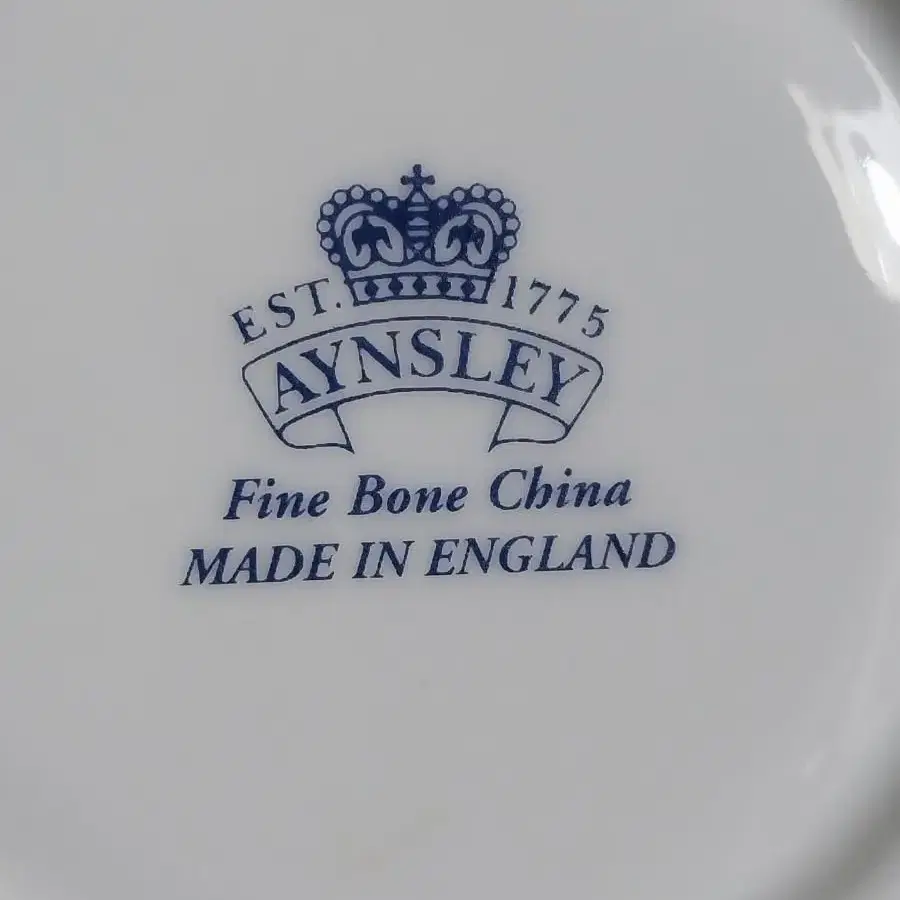 EST. 1775
AYNSLEY
Fine Bone China
MADE IN ENGLAND